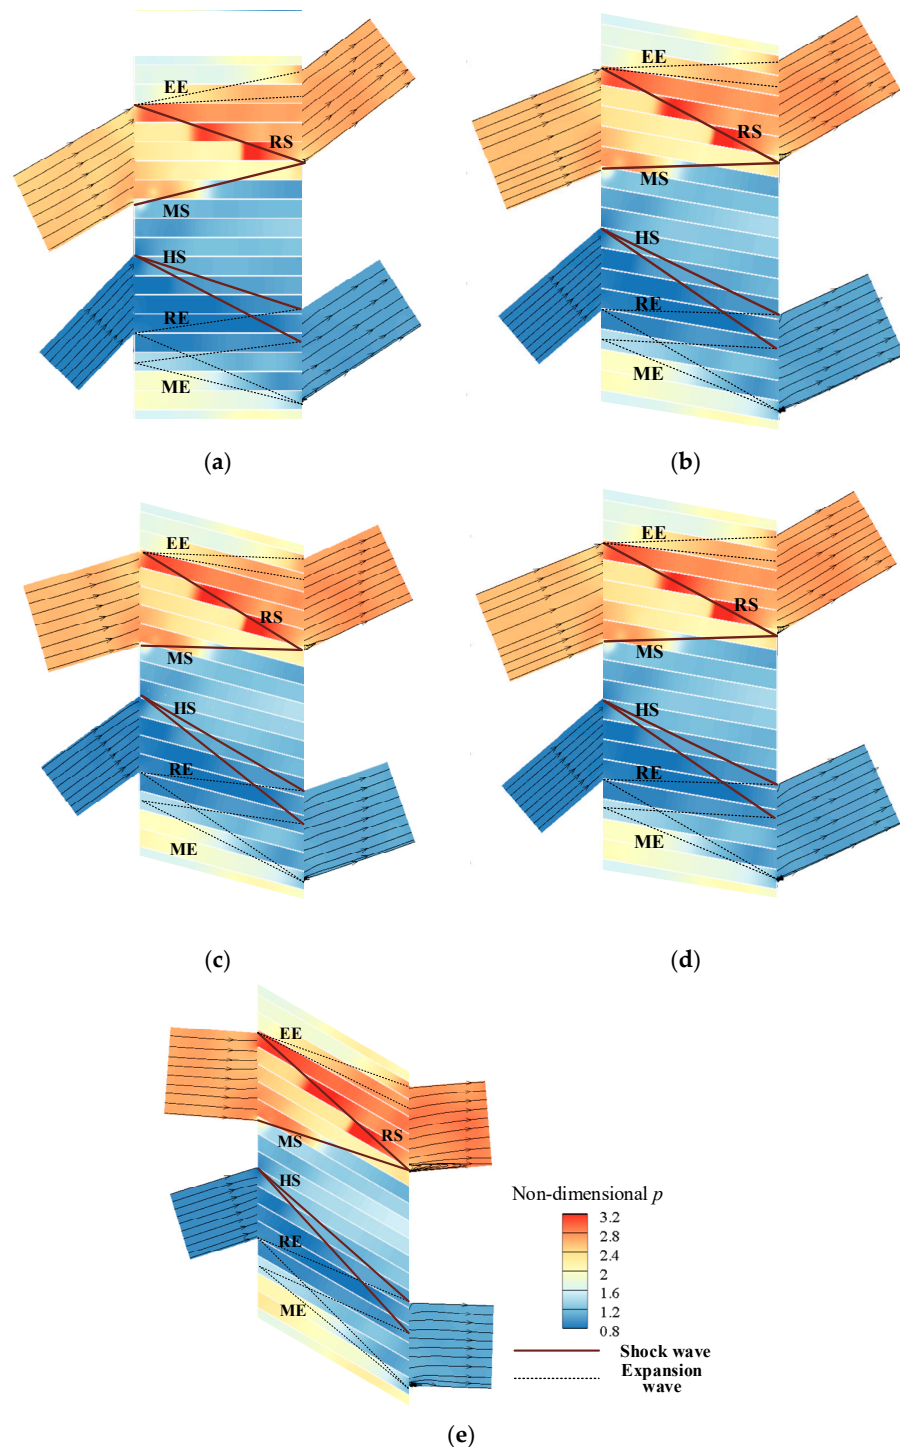 EE
RS
MS
HS
RE
ME
(a)
EE
RS
MS
HS
RE
ME
(b)
EE
RS
MS
HS
RE
ME
(c)
EE
RS
MS
HS
RE
ME
(d)
EE
RS
MS
HS
RE
ME
Non-dimensional p
3.2
2.8
2.4
2
1.6
1.2
0.8
Shock wave
Expansion
wave
(e)